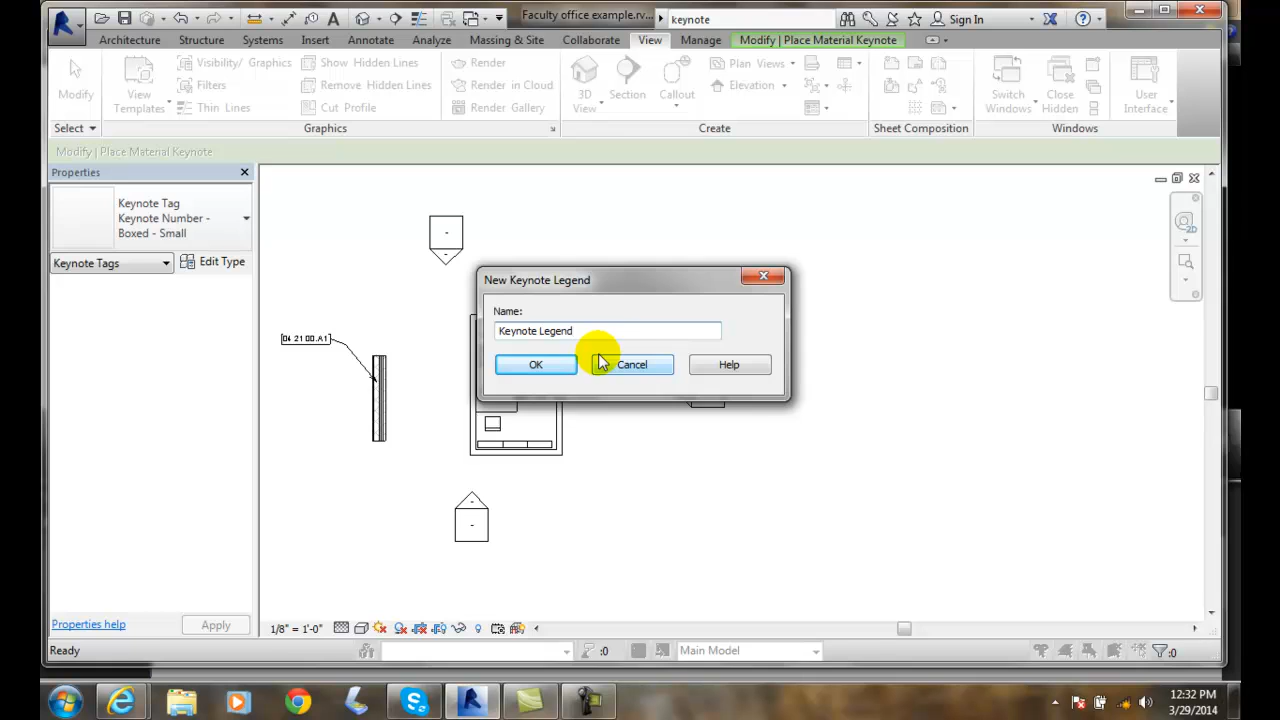 Faculty office example.rv...
keynote
Sign In
Architecture
Structure
Systems
Insert
Annotate
Analyze
Massing & Site
Collaborate
View
Manage
Modify | Place Material Keynote
Modify
View
Templates
Visibility/ Graphics
Filters
Thin Lines
Show Hidden Lines
Remove Hidden Lines
Cut Profile
Render
Render in Cloud
Render Gallery
3D
View
Section
Callout
Plan Views
Elevation
Switch
Windows
Close
Hidden
User
Interface
Select
Graphics
Create
Sheet Composition
Windows
Modify | Place Material Keynote
Properties
Keynote Tag
Keynote Number -
Boxed - Small
Keynote Tags
Edit Type
2D
New Keynote Legend
Name:
Keynote Legend
OK
Cancel
Help
04 21 00.A1
Properties help
Apply
1/8" = 1'-0"
Ready
:0
Main Model
:0
12:32 PM
3/29/2014